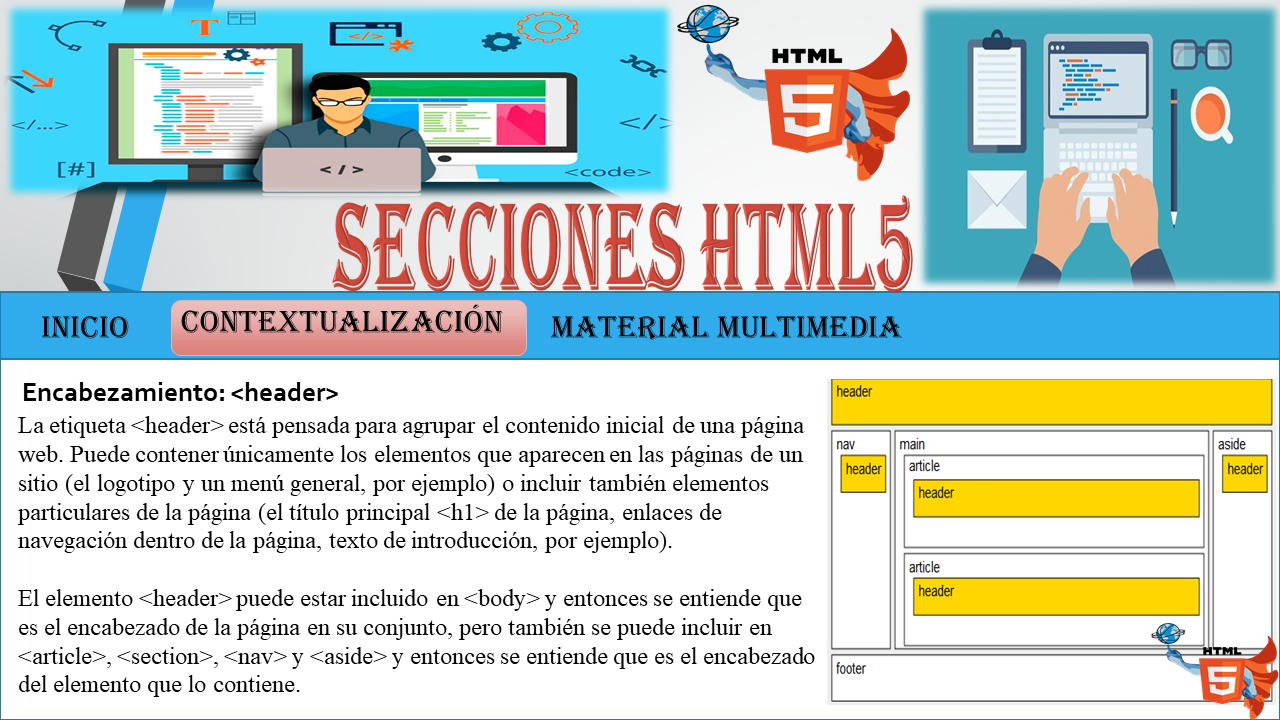 T
</>
</...>
[#]
</>
</>
<code>
HTML
5
SECCIONES HTML5
INICIO
CONTEXTUALIZACIÓN
MATERIAL MULTIMEDIA
Encabezamiento: <header>
La etiqueta <header> está pensada para agrupar el contenido inicial de una página
web. Puede contener únicamente los elementos que aparecen en las páginas de un
sitio (el logotipo y un menú general, por ejemplo) o incluir también elementos
particulares de la página (el título principal <h1> de la página, enlaces de
navegación dentro de la página, texto de introducción, por ejemplo).
El elemento <header> puede estar incluido en <body> y entonces se entiende que
es el encabezado de la página en su conjunto, pero también se puede incluir en
<article>, <section>, <nav> y <aside> y entonces se entiende que es el encabezado
del elemento que lo contiene.
header
nav
header
main
article
header
article
header
aside
header
footer
HTML
5